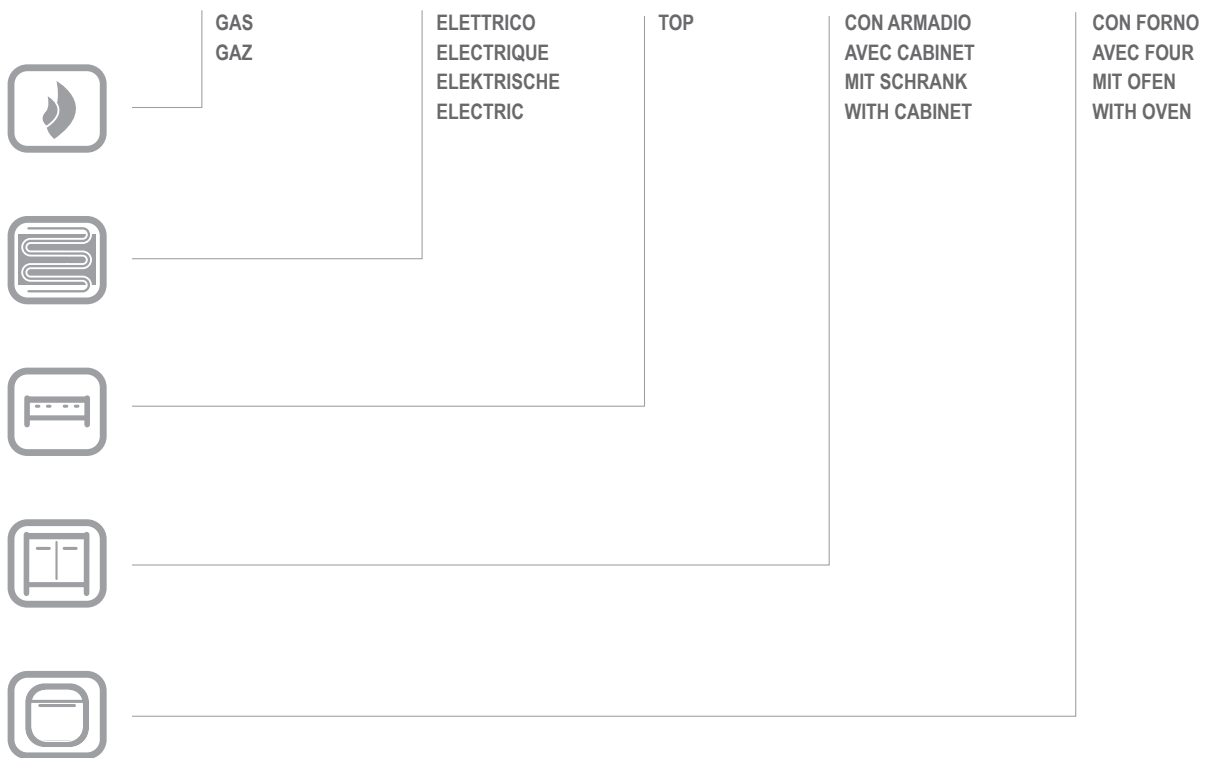 GAS
GAZ
ELETTRICO
ELECTRIQUE
ELEKTRISCHE
ELECTRIC
TOP
CON ARMADIO
AVEC CABINET
MIT SCHRANK
WITH CABINET
CON FORNO
AVEC FOUR
MIT OFEN
WITH OVEN